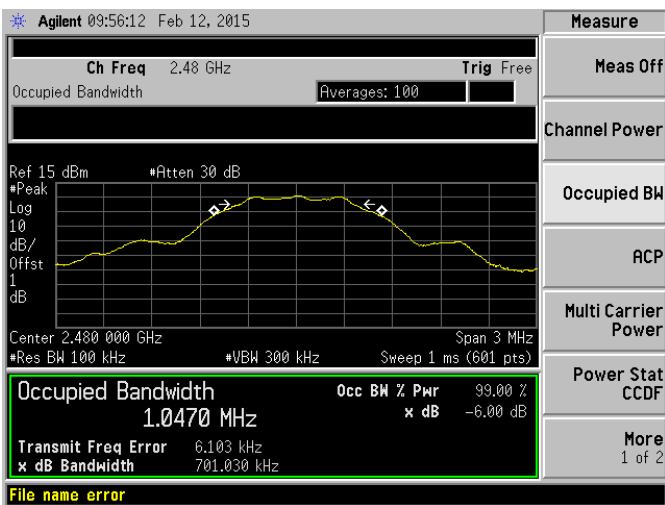 Agilent 09:56:12 Feb 12, 2015
Measure
Ch Freq 2.48 GHz Trig Free
Occupied Bandwidth Averages: 100
Ref 15 dBm #Atten 30 dB
#Peak
Log
10
dB/
Offst
1
dB
Center 2.480 000 GHz Span 3 MHz
#Res BW 100 kHz #VBW 300 kHz Sweep 1 ms (601 pts)
Occupied Bandwidth Occ BW % Pwr 99.00 %
1.0470 MHz x dB -6.00 dB
Transmit Freq Error 6.103 kHz
x dB Bandwidth 701.030 kHz
File name error
Meas Off
Channel Power
Occupied BW
ACP
Multi Carrier
Power
Power Stat
CCDF
More
1 of 2